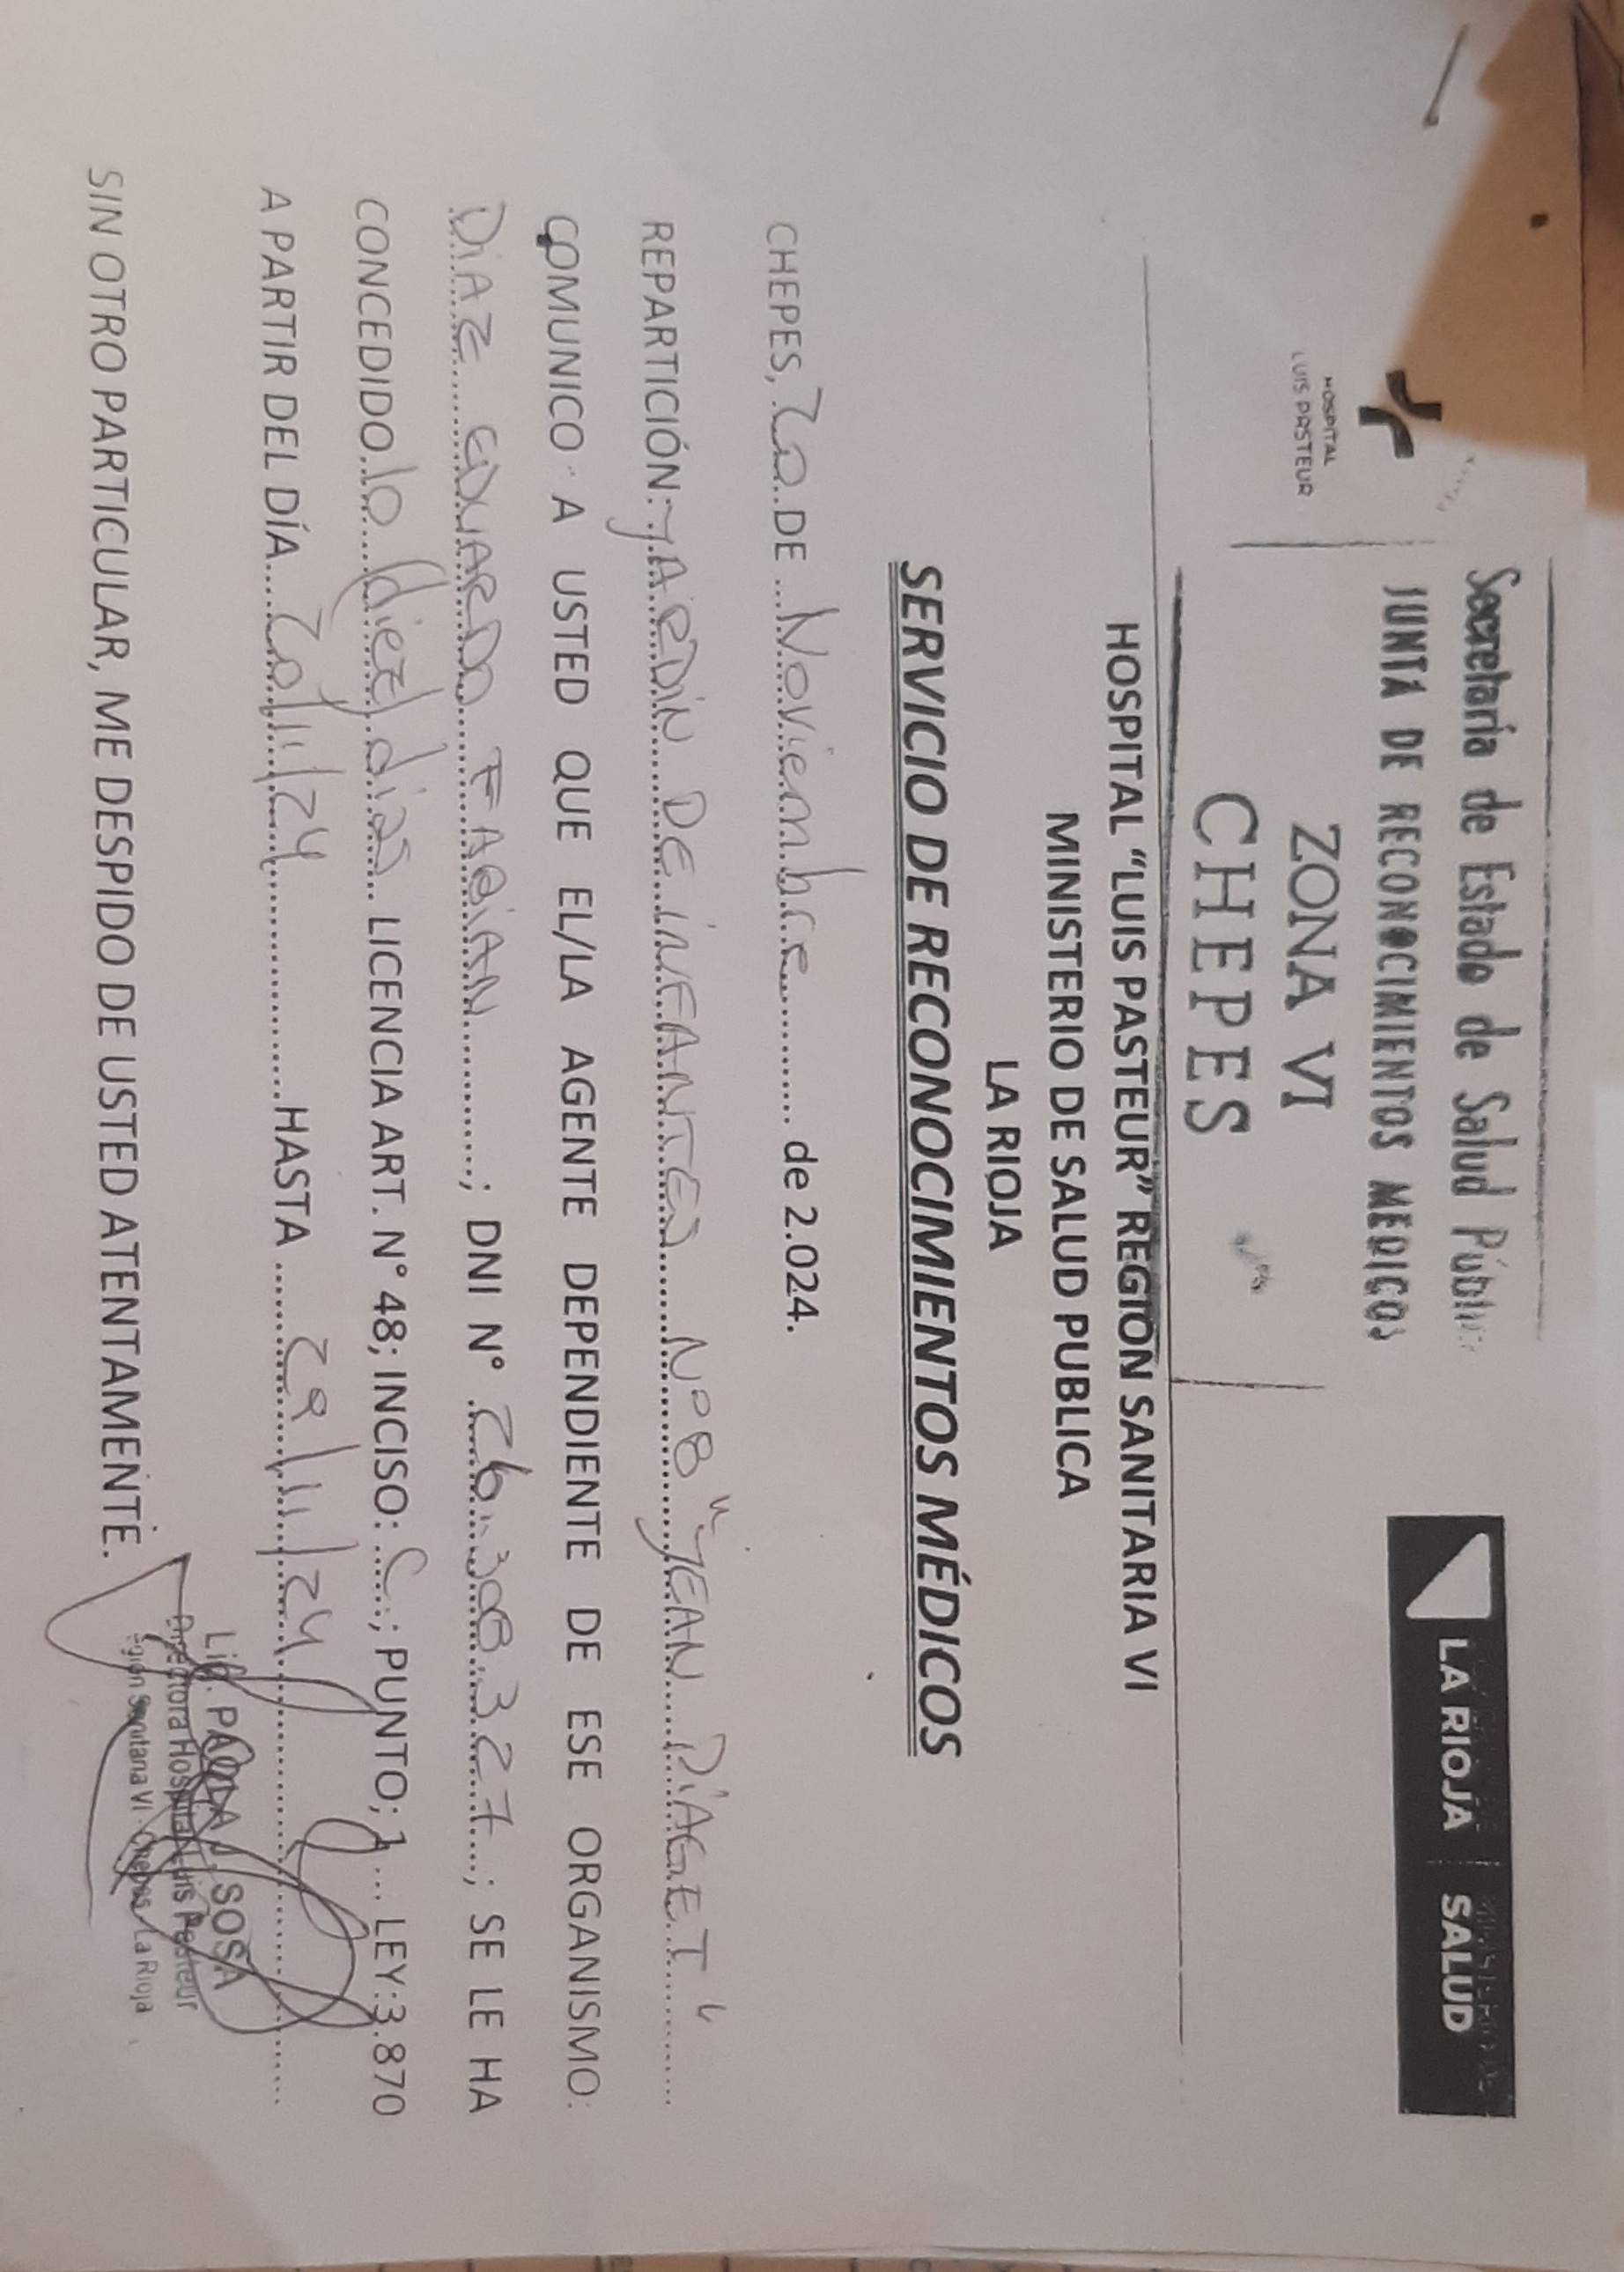 HOSPITAL
LUIS PASTEUR
Secretaría de Estado de Salud Públic
JUNTA DE RECONOCIMIENTOS MEDICOS
ZONA VI
CHEPES
LA RIOJA SALUD
HOSPITAL “LUIS PASTEUR” REGION SANITARIA VI
MINISTERIO DE SALUD PUBLICA
LA RIOJA
SERVICIO DE RECONOCIMIENTOS MÉDICOS
CHEPES, 20 DE Noviembre de 2.024.
REPARTICIÓN: JARDIN DE INFANTES N° 8 "JEAN PIAGET"
COMUNICO A USTED QUE EL/LA AGENTE DEPENDIENTE DE ESE ORGANISMO:
DIAZ EDUARDO FABIAN; DNI N° 26.308.327; SE LE HA
CONCEDIDO 10 (diez) dias LICENCIA ART. N° 48; INCISO: C; PUNTO; 1 LEY:3.870
A PARTIR DEL DÍA 20/11/24 HASTA 29/11/24
SIN OTRO PARTICULAR, ME DESPIDO DE USTED ATENTAMENTE.
Lic. PAOLA J. SOSA
Directora Hospital Luis Pasteur
egión Sanitaria VI - Chepes / La Rioja